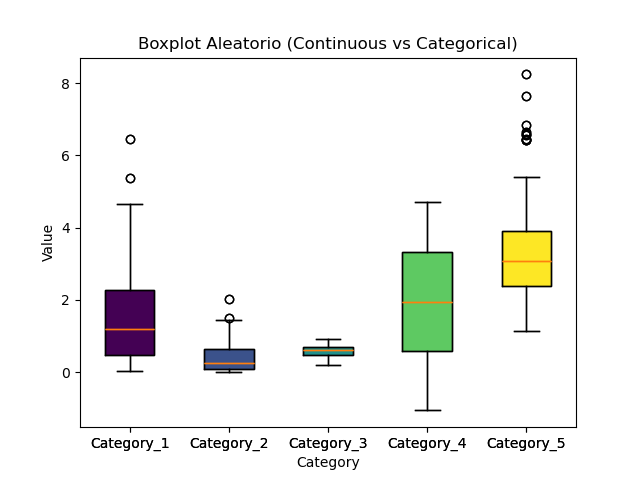 Boxplot Aleatorio (Continuous vs Categorical)
8
6
4
2
0
Value
Category_1 Category_2 Category_3 Category_4 Category_5
Category